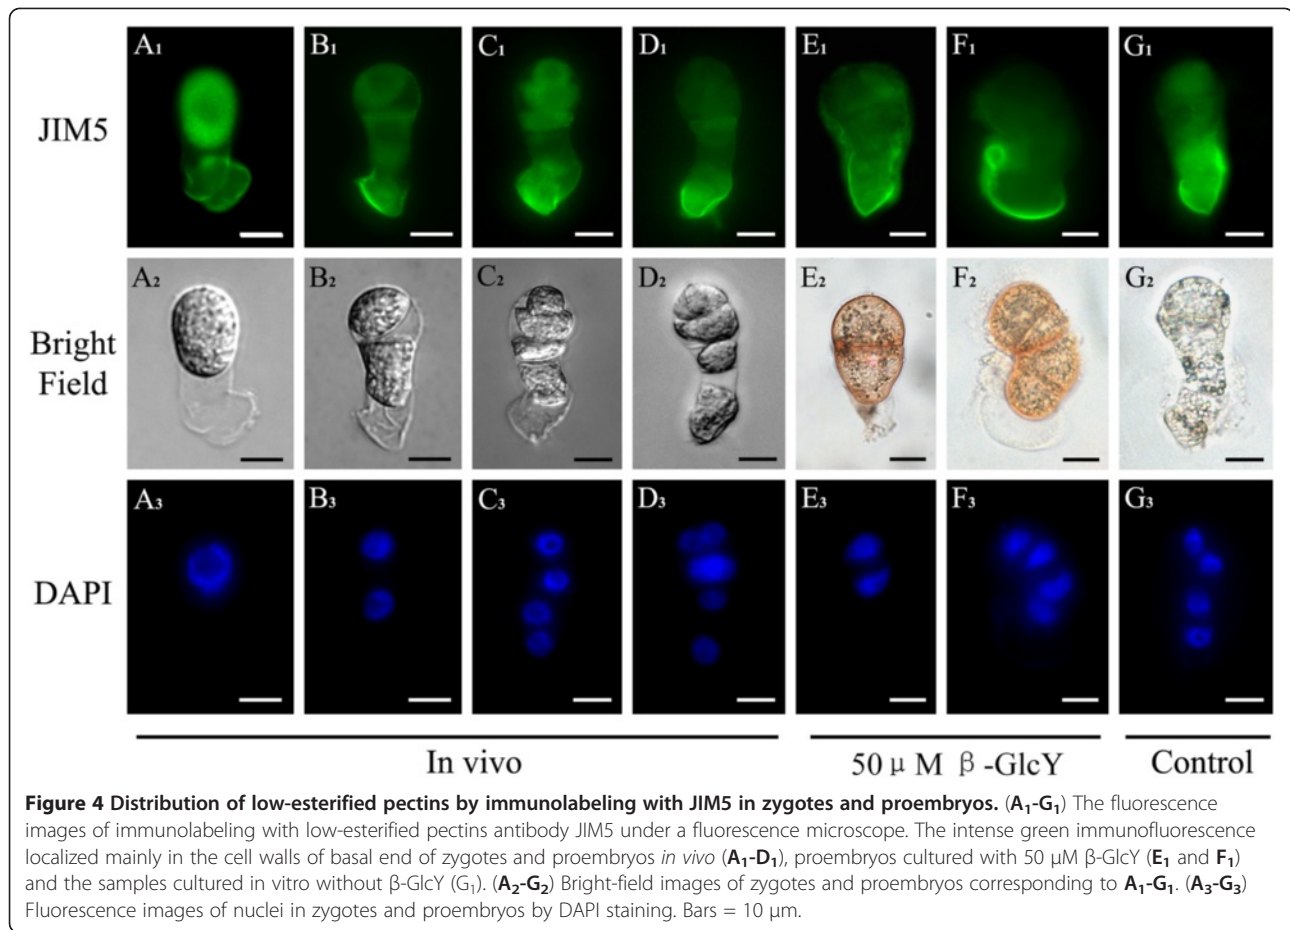 A1 B1 C1 D1 E1 F1 G1
JIM5
A2 B2 C2 D2 E2 F2 G2
Bright
Field
A3 B3 C3 D3 E3 F3 G3
DAPI
In vivo 50 μM β-GlcY Control
Figure 4 Distribution of low-esterified pectins by immunolabeling with JIM5 in zygotes and proembryos. (A1-G1) The fluorescence
images of immunolabeling with low-esterified pectins antibody JIM5 under a fluorescence microscope. The intense green immunofluorescence
localized mainly in the cell walls of basal end of zygotes and proembryos in vivo (A1-D1), proembryos cultured with 50 μM β-GlcY (E1 and F1)
and the samples cultured in vitro without β-GlcY (G1). (A2-G2) Bright-field images of zygotes and proembryos corresponding to A1-G1. (A3-G3)
Fluorescence images of nuclei in zygotes and proembryos by DAPI staining. Bars = 10 μm.